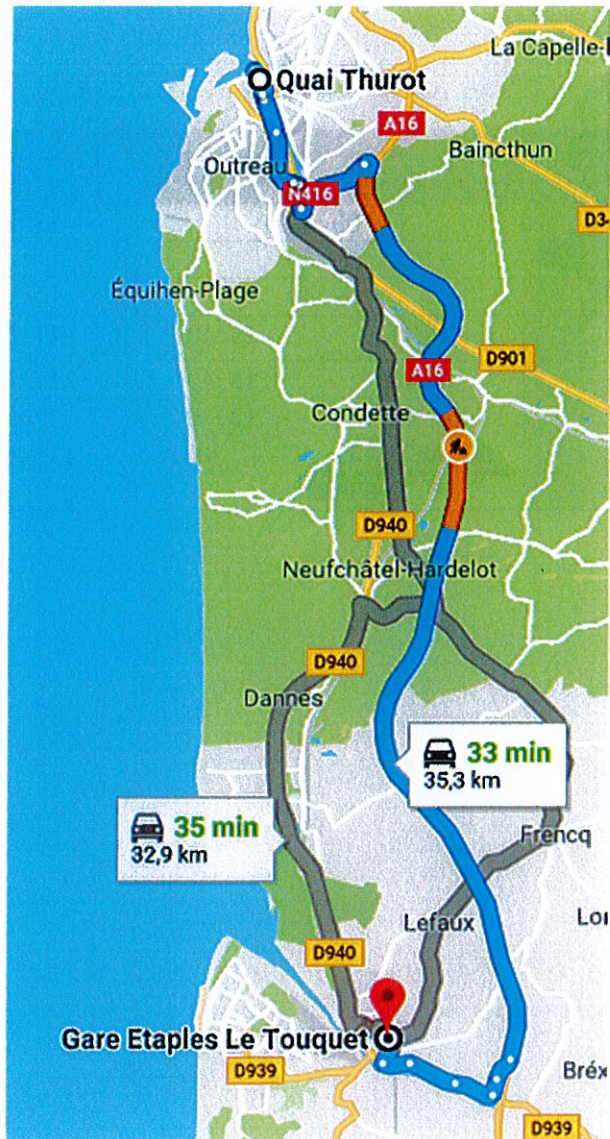 La Capelle-
Quai Thurot
A16
Baincthun
Outreau
N416
D3
Équihen-Plage
D901
A16
Condette
D940
Neufchâtel-Hardelot
D940
Dannes
33 min
35,3 km
35 min
32,9 km
Frencq
Lefaux
Lo
D940
Gare Etaples Le Touquet
D939
Bréx
D939